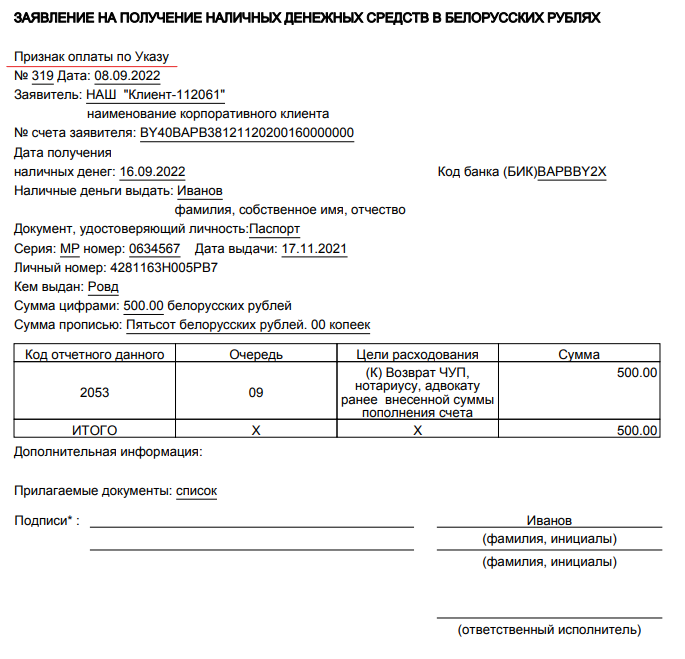 ЗАЯВЛЕНИЕ НА ПОЛУЧЕНИЕ НАЛИЧНЫХ ДЕНЕЖНЫХ СРЕДСТВ В БЕЛОРУССКИХ РУБЛЯХ
Признак оплаты по Указу
№ 319 Дата: 08.09.2022
Заявитель: НАШ "Клиент-112061"
наименование корпоративного клиента
№ счета заявителя: BY40BAPB38121120200160000000
Дата получения
наличных денег: 16.09.2022 Код банка (БИК)BAPBBY2X
Наличные деньги выдать: Иванов
фамилия, собственное имя, отчество
Документ, удостоверяющий личность:Паспорт
Серия: МР номер: 0634567 Дата выдачи: 17.11.2021
Личный номер: 4281163Н005РВ7
Кем выдан: Ровд
Сумма цифрами: 500.00 белорусских рублей
Сумма прописью: Пятьсот белорусских рублей. 00 копеек
Код отчетного данного Очередь Цели расходования Сумма
2053 09 (К) Возврат ЧУП, 500.00
нотариусу, адвокату
ранее внесенной суммы
пополнения счета
ИТОГО Х Х 500.00
Дополнительная информация:
Прилагаемые документы: список
Подписи* : Иванов
(фамилия, инициалы)
(фамилия, инициалы)
(ответственный исполнитель)